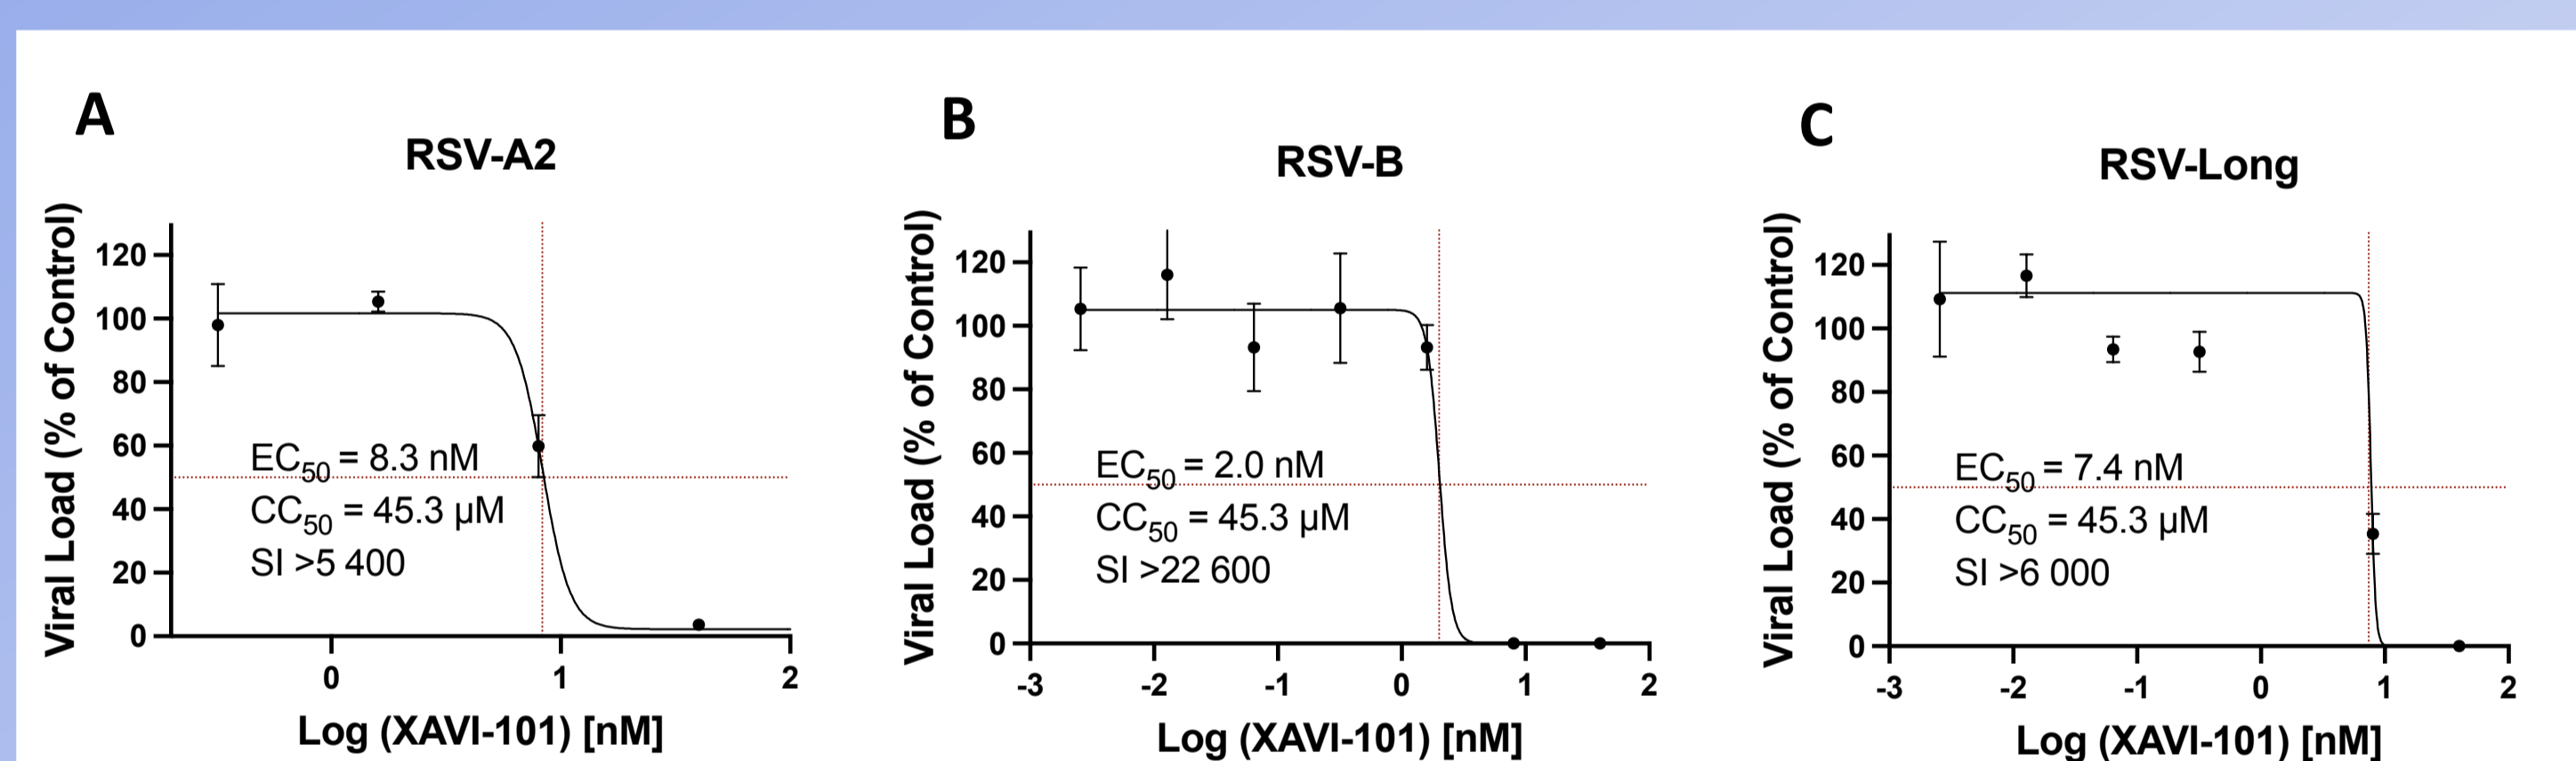 A
RSV-A2
Viral Load (% of Control)
120
100
80
60
40
20
0
EC50 = 8.3 nM
CC50 = 45.3 µM
SI >5 400
0 1 2
Log (XAVI-101) [nM]
B
RSV-B
Viral Load (% of Control)
120
100
80
60
40
20
0
EC50 = 2.0 nM
CC50 = 45.3 µM
SI >22 600
-3 -2 -1 0 1 2
Log (XAVI-101) [nM]
C
RSV-Long
Viral Load (% of Control)
120
100
80
60
40
20
0
EC50 = 7.4 nM
CC50 = 45.3 µM
SI >6 000
-3 -2 -1 0 1 2
Log (XAVI-101) [nM]